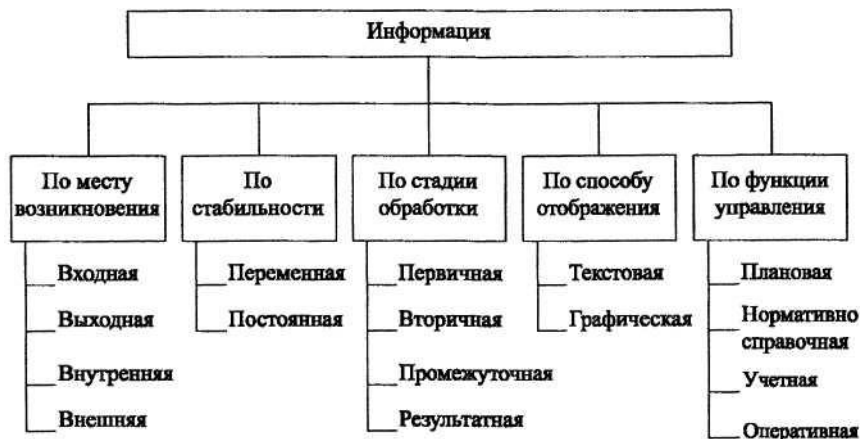 Информация
По месту
возникновения
Входная
Выходная
Внутренняя
Внешняя
По
стабильности
Переменная
Постоянная
По стадии
обработки
Первичная
Вторичная
Промежуточная
Результатная
По способу
отображения
Текстовая
Графическая
По функции
управления
Плановая
Нормативно
справочная
Учетная
Оперативная